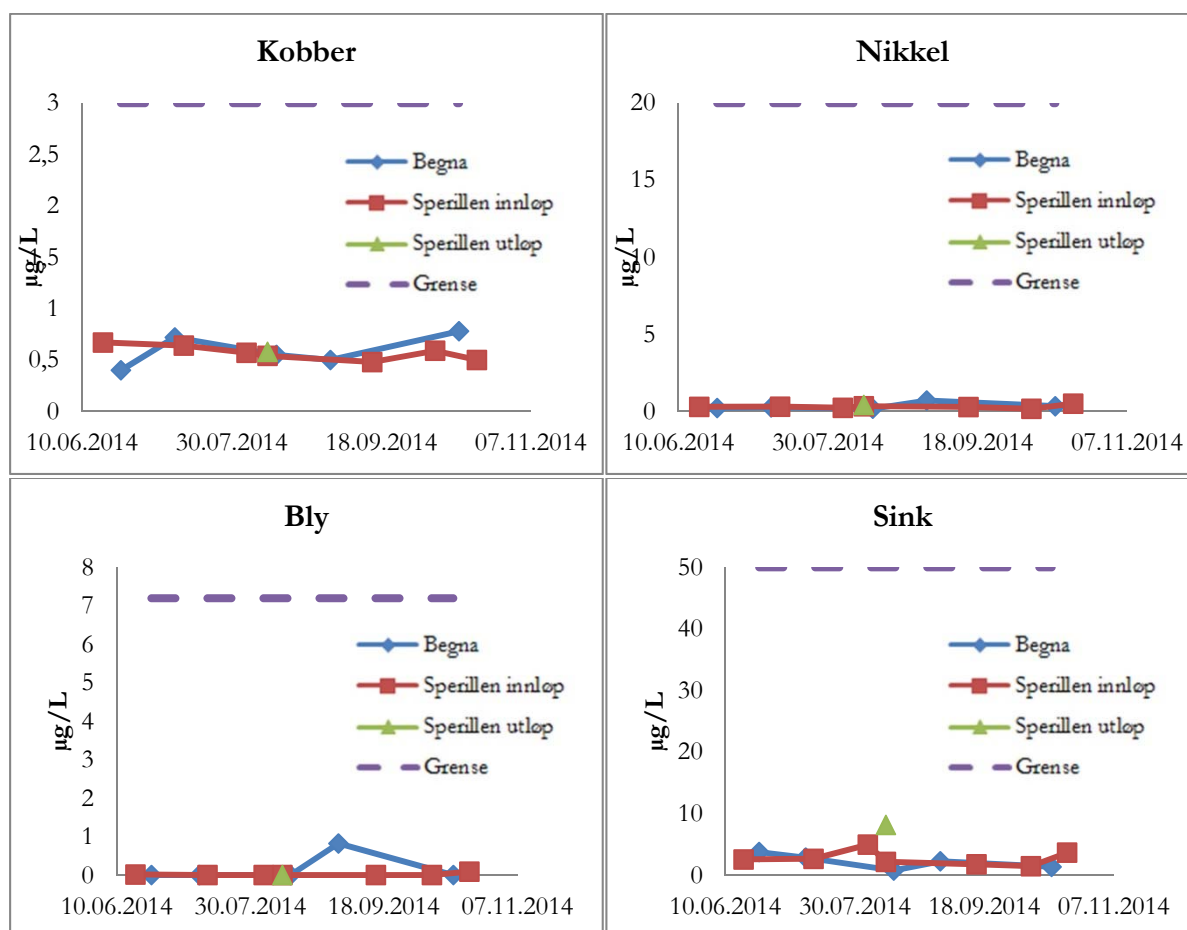 Kobber
3
2,5
2
1,5
1
0,5
0
µg/L
10.06.2014 30.07.2014 18.09.2014 07.11.2014
Begna
Sperillen innløp
Sperillen utløp
Grense
Nikkel
20
15
10
5
0
µg/L
10.06.2014 30.07.2014 18.09.2014 07.11.2014
Begna
Sperillen innløp
Sperillen utløp
Grense
Bly
8
7
6
5
4
3
2
1
0
µg/L
10.06.2014 30.07.2014 18.09.2014 07.11.2014
Begna
Sperillen innløp
Sperillen utløp
Grense
Sink
50
40
30
20
10
0
µg/L
10.06.2014 30.07.2014 18.09.2014 07.11.2014
Begna
Sperillen innløp
Sperillen utløp
Grense